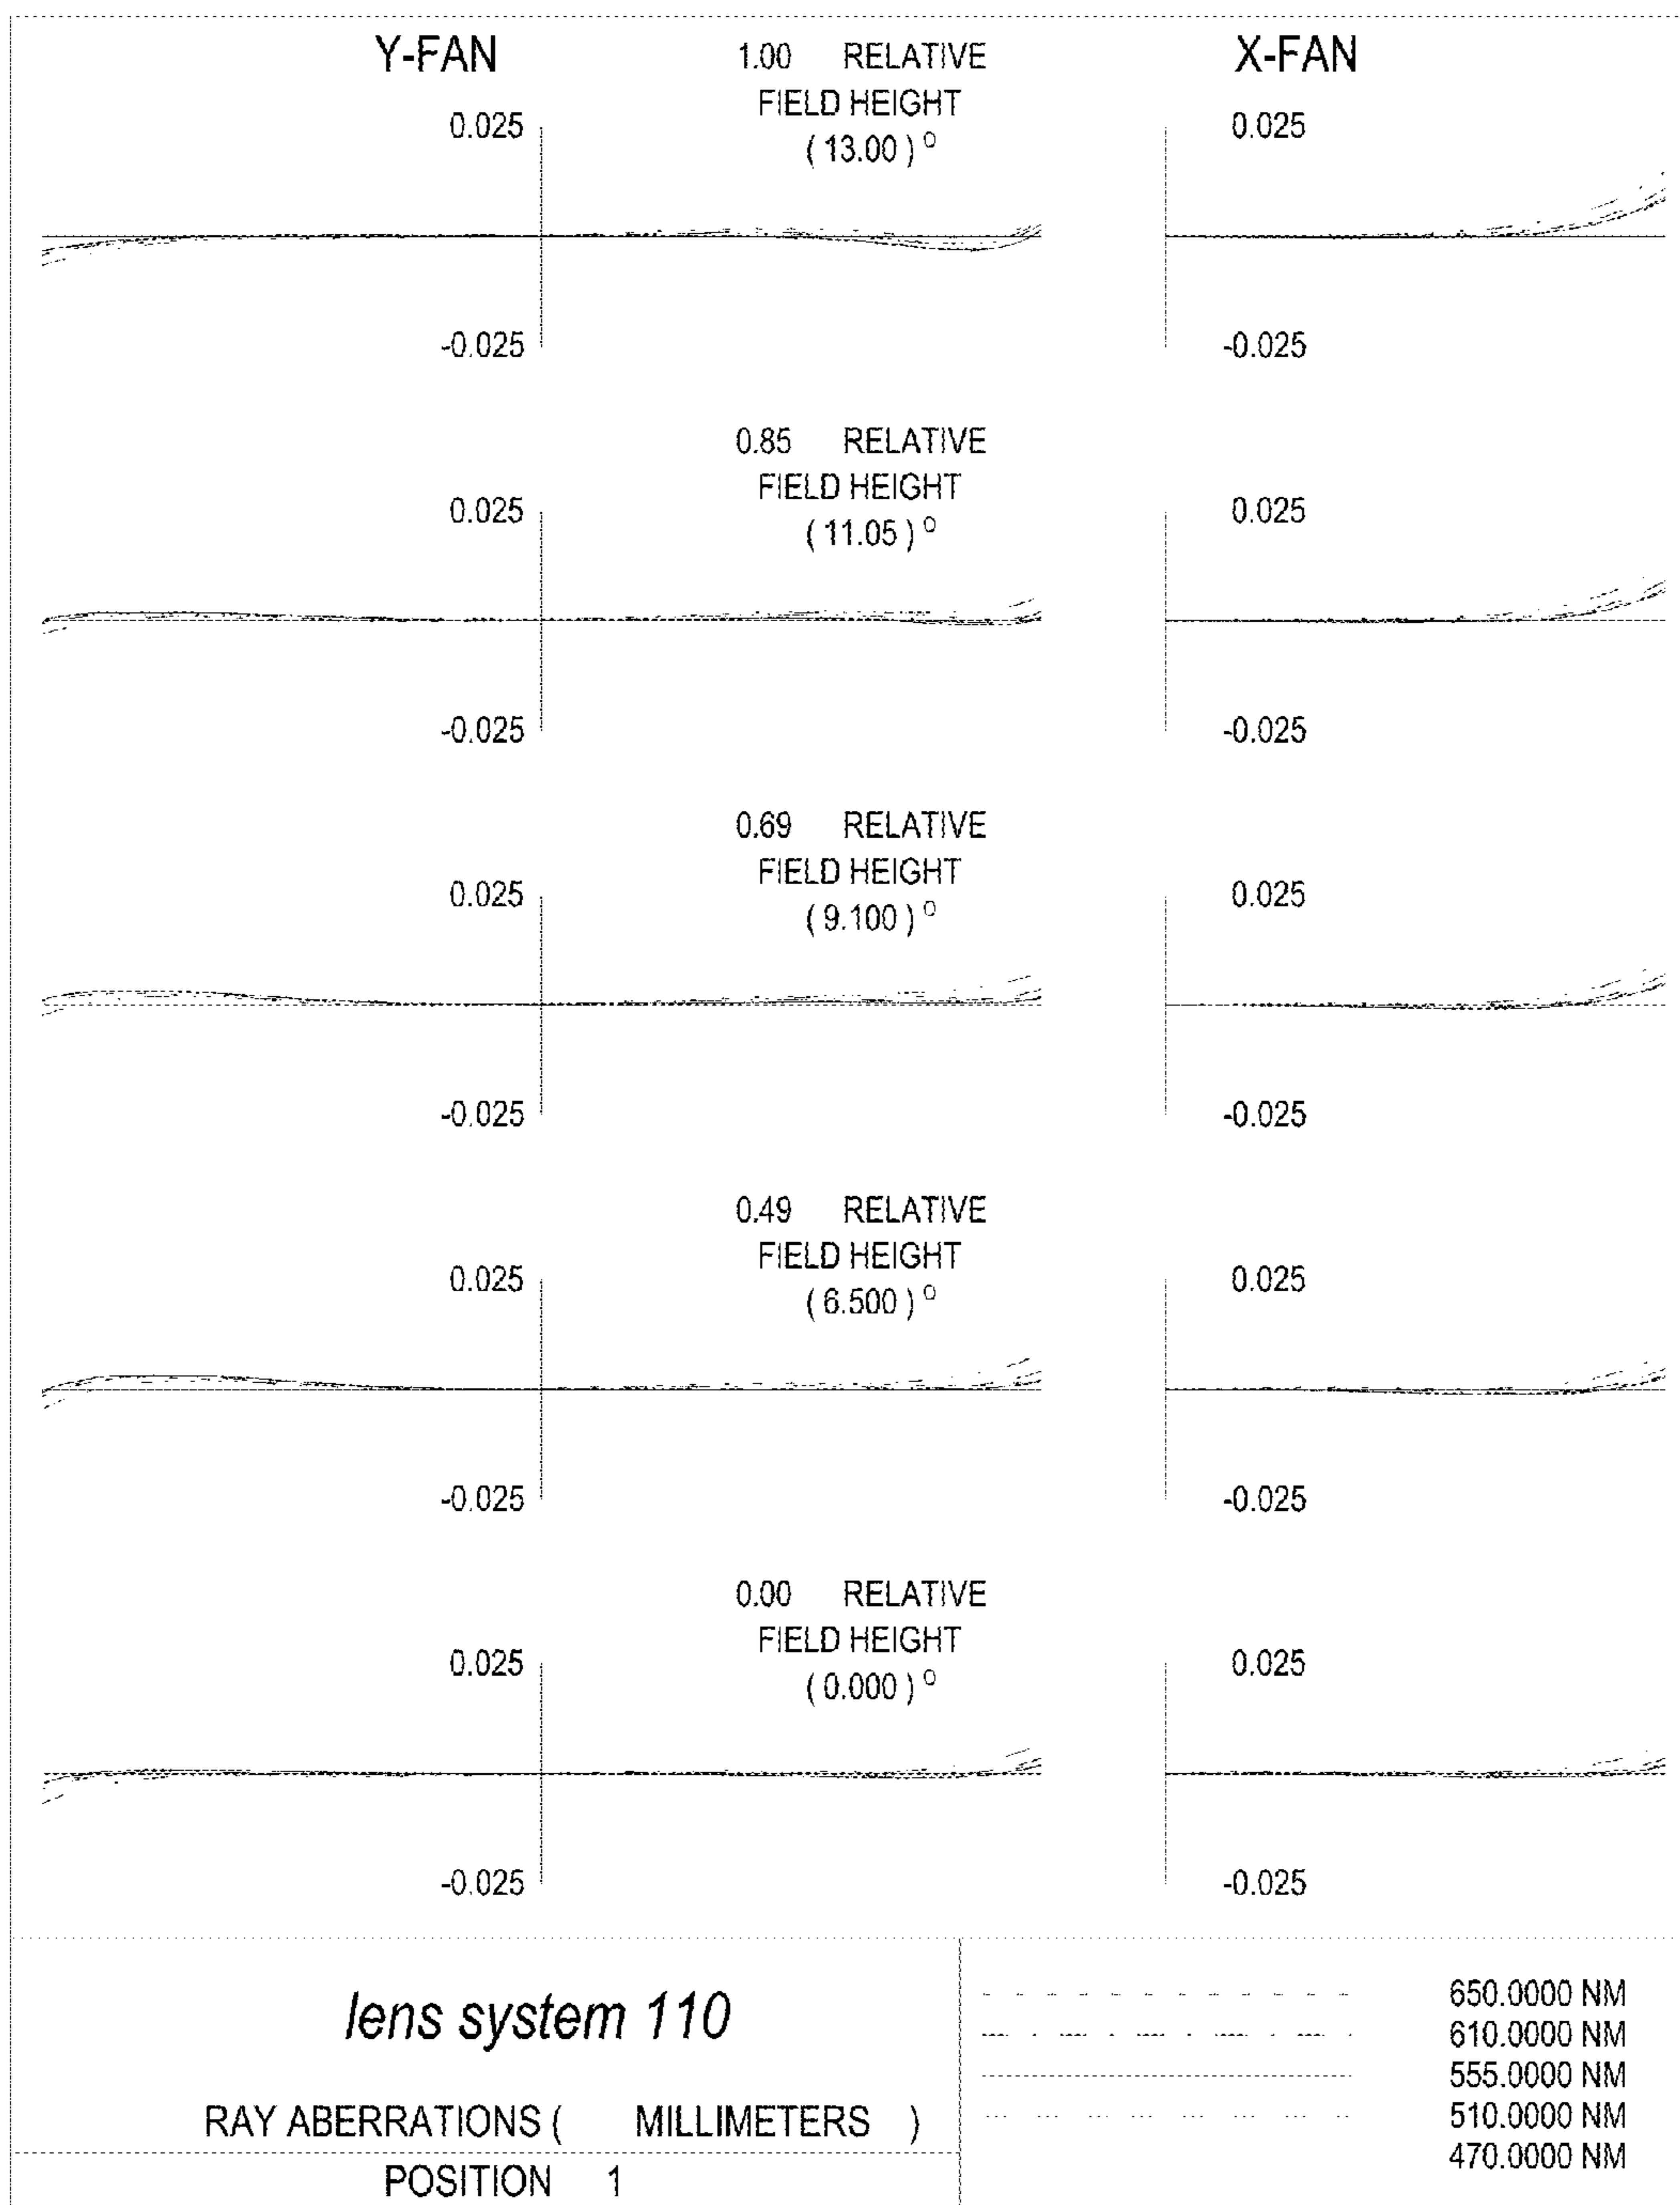 Y-FAN 1.00 RELATIVE X-FAN
FIELD HEIGHT
0.025 ( 13.00 ) O 0.025
-0.025 -0.025
0.85 RELATIVE
FIELD HEIGHT
0.025 ( 11.05 ) O 0.025
-0.025 -0.025
0.69 RELATIVE
FIELD HEIGHT
0.025 ( 9.100 ) O 0.025
-0.025 -0.025
0.49 RELATIVE
FIELD HEIGHT
0.025 ( 6.500 ) O 0.025
-0.025 -0.025
0.00 RELATIVE
FIELD HEIGHT
0.025 ( 0.000 ) O 0.025
-0.025 -0.025
lens system 110
RAY ABERRATIONS ( MILLIMETERS )
POSITION 1
650.0000 NM
610.0000 NM
555.0000 NM
510.0000 NM
470.0000 NM